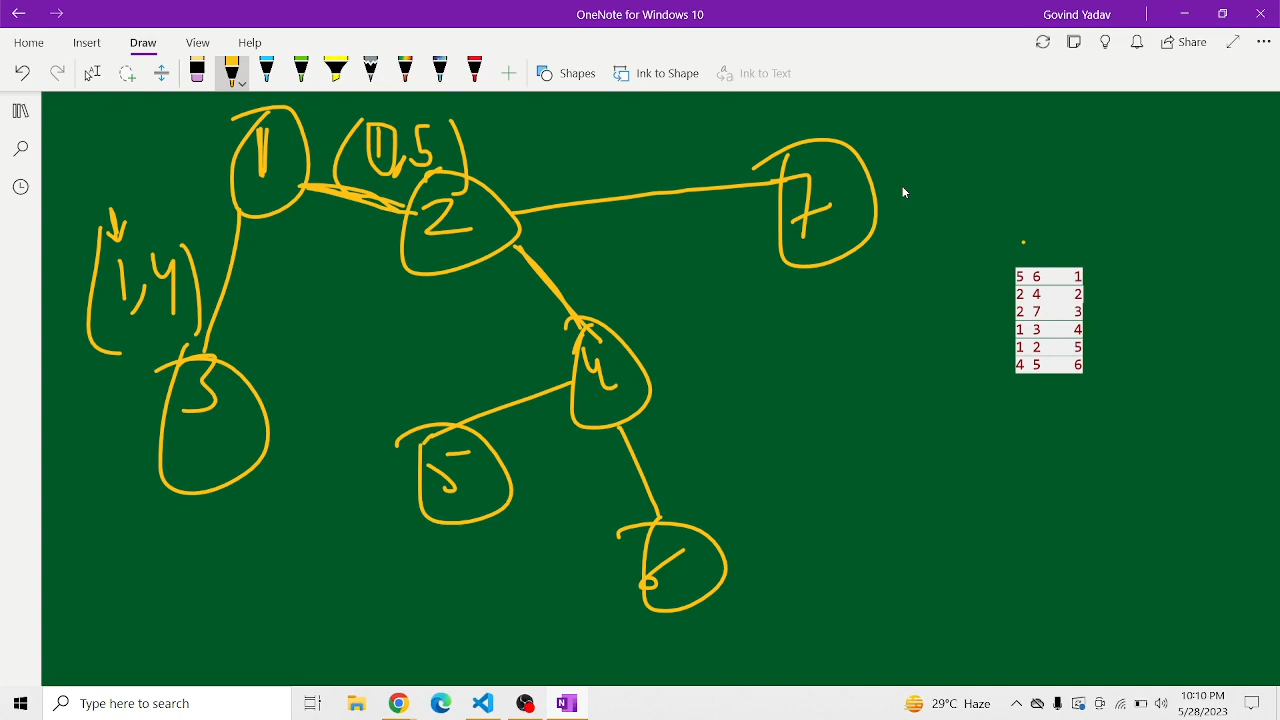 OneNote for Windows 10
Govind Yadav
Home Insert Draw View Help
Share
Shapes Ink to Shape Ink to Text
1 (1,5)
2
7
(1,4)
3
4
5
6
5 6 1
2 4 2
2 7 3
1 3 4
1 2 5
4 5 6
Type here to search
29°C Haze
10:10 PM
5/28/2023